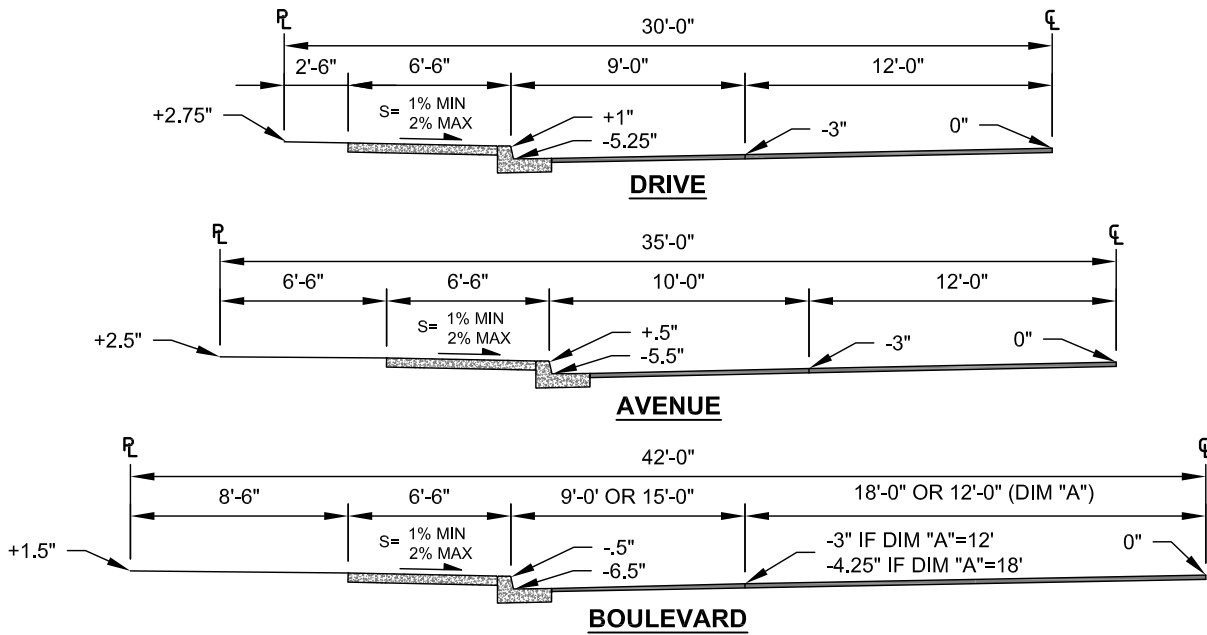 PL CL
30'-0"
2'-6" 6'-6" 9'-0" 12'-0"
+2.75" S= 1% MIN
2% MAX
+1"
-5.25"
-3" 0"
DRIVE
PL CL
35'-0"
6'-6" 6'-6" 10'-0" 12'-0"
+2.5" S= 1% MIN
2% MAX
+.5"
-5.5"
-3" 0"
AVENUE
PL CL
42'-0"
8'-6" 6'-6" 9'-0' OR 15'-0" 18'-0" OR 12'-0" (DIM "A")
+1.5" S= 1% MIN
2% MAX
-.5"
-6.5"
-3" IF DIM "A"=12'
-4.25" IF DIM "A"=18'
0"
BOULEVARD